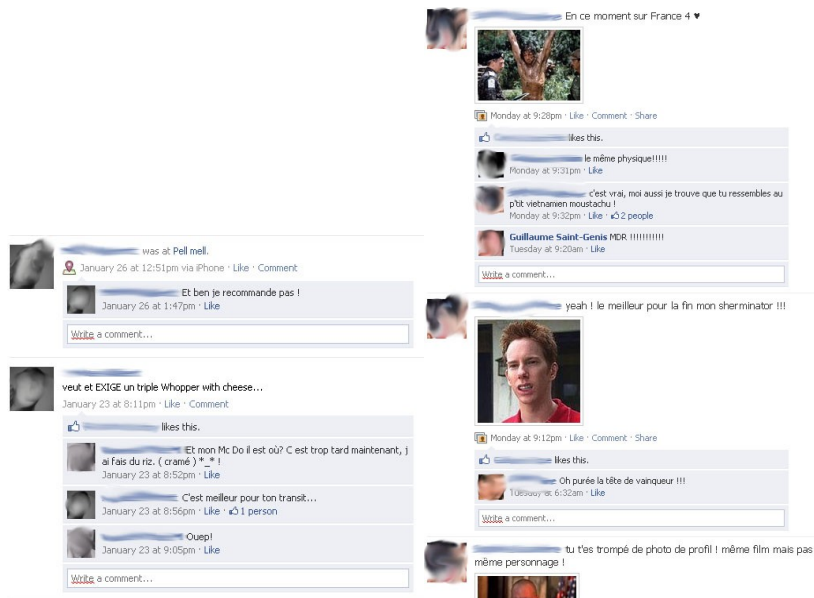 was at Pell mell.
January 26 at 12:51pm via iPhone · Like · Comment
Et ben je recommande pas !
January 26 at 1:47pm · Like
Write a comment...
veut et EXIGE un triple Whopper with cheese...
January 23 at 8:11pm · Like · Comment
likes this.
Et mon Mc Do il est où? C est trop tard maintenant, j
ai fais du riz. ( cramé ) *_* !
January 23 at 8:52pm · Like
C'est meilleur pour ton transit...
January 23 at 8:56pm · Like · 1 person
Ouep!
January 23 at 9:05pm · Like
Write a comment...
En ce moment sur France 4 ♥
Monday at 9:28pm · Like · Comment · Share
likes this.
le même physique!!!!!
Monday at 9:31pm · Like
c'est vrai, moi aussi je trouve que tu ressembles au
p'tit vietnamien moustachu !
Monday at 9:32pm · Like · 2 people
Guillaume Saint-Genis MDR !!!!!!!!!!!
Tuesday at 9:20am · Like
Write a comment...
yeah ! le meilleur pour la fin mon sherminator !!!
Monday at 9:12pm · Like · Comment · Share
likes this.
Oh purée la tête de vainqueur !!!
Tuesday at 6:32am · Like
Write a comment...
tu t'es trompé de photo de profil ! même film mais pas
même personnage !